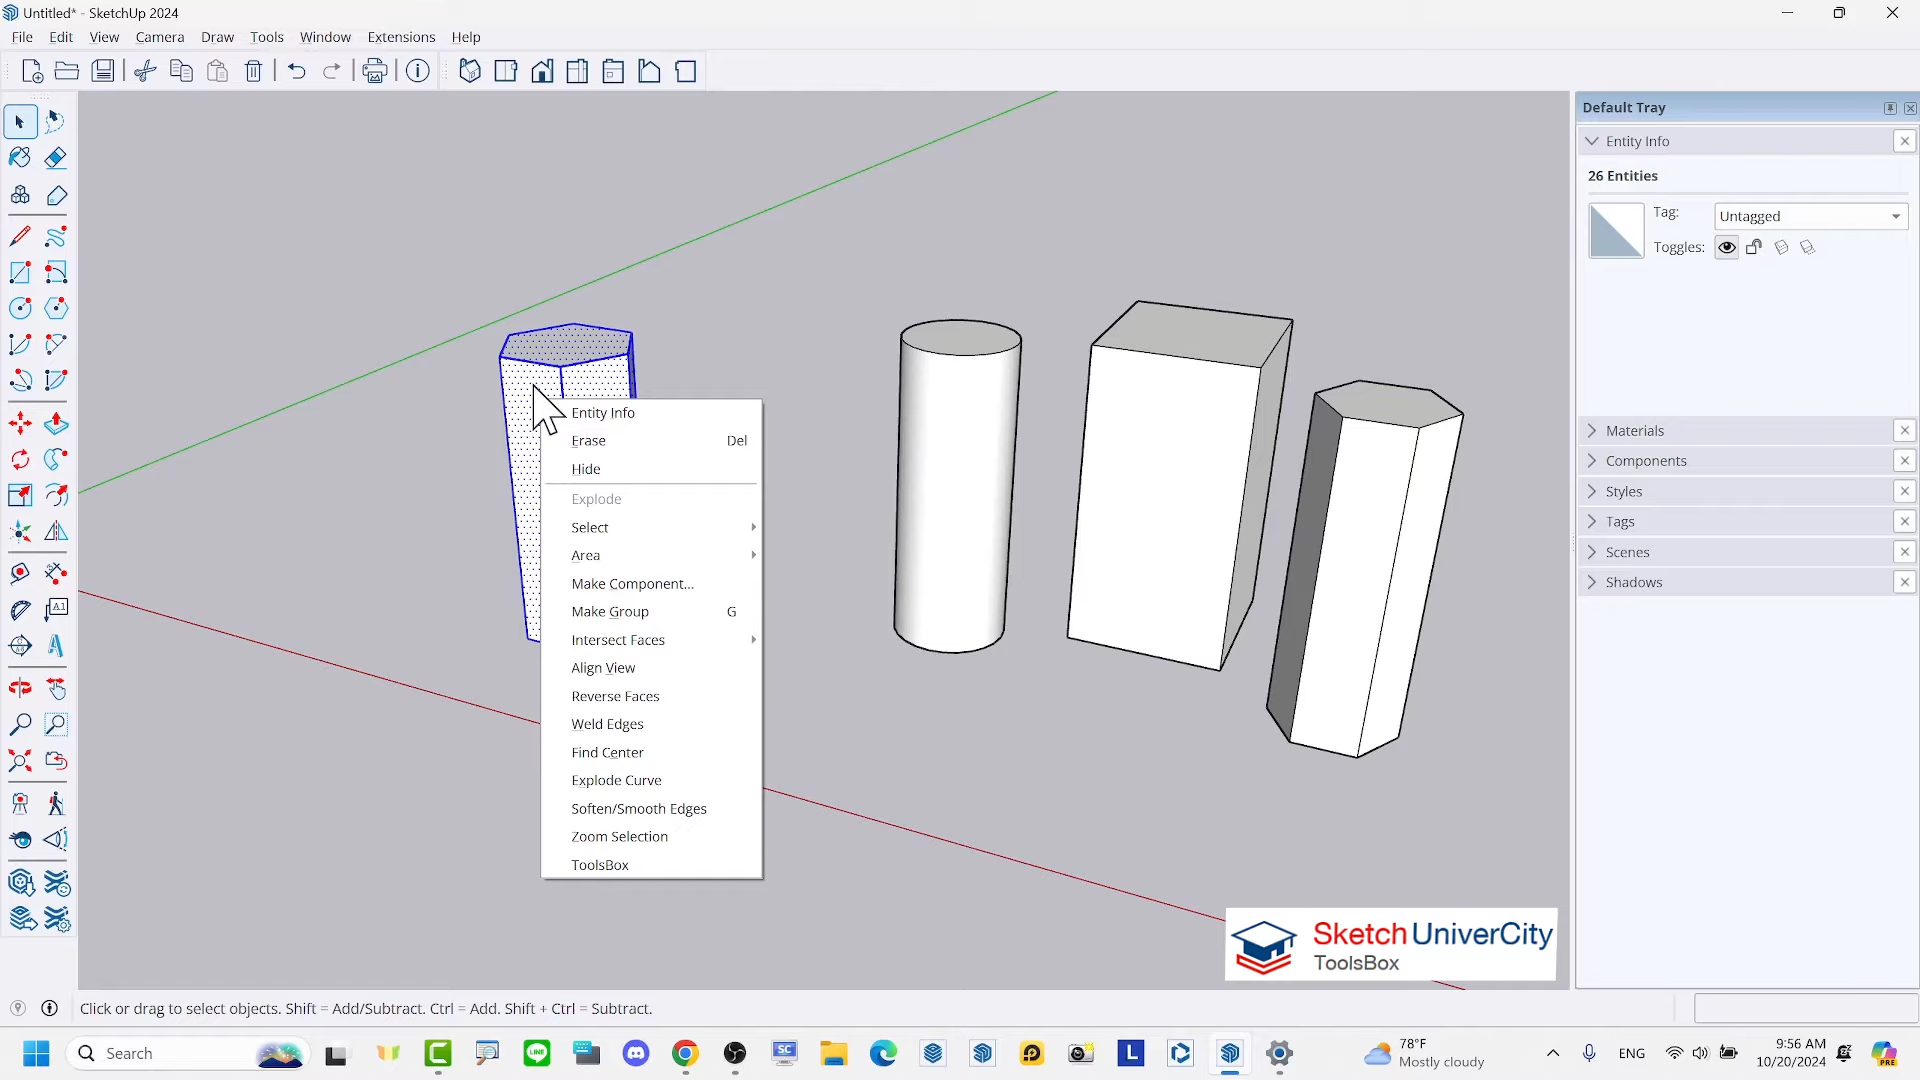 Untitled* - SketchUp 2024
File Edit View Camera Draw Tools Window Extensions Help
Default Tray
Entity Info
26 Entities
Tag: Untagged
Toggles:
Materials
Components
Styles
Tags
Scenes
Shadows
Entity Info
Erase Del
Hide
Explode
Select
Area
Make Component...
Make Group G
Intersect Faces
Align View
Reverse Faces
Weld Edges
Find Center
Explode Curve
Soften/Smooth Edges
Zoom Selection
ToolsBox
A1
Sketch UniverCity
ToolsBox
Click or drag to select objects. Shift = Add/Subtract. Ctrl = Add. Shift + Ctrl = Subtract.
Search
LINE
SC
L
78°F
Mostly cloudy
ENG
9:56 AM
10/20/2024
PRE